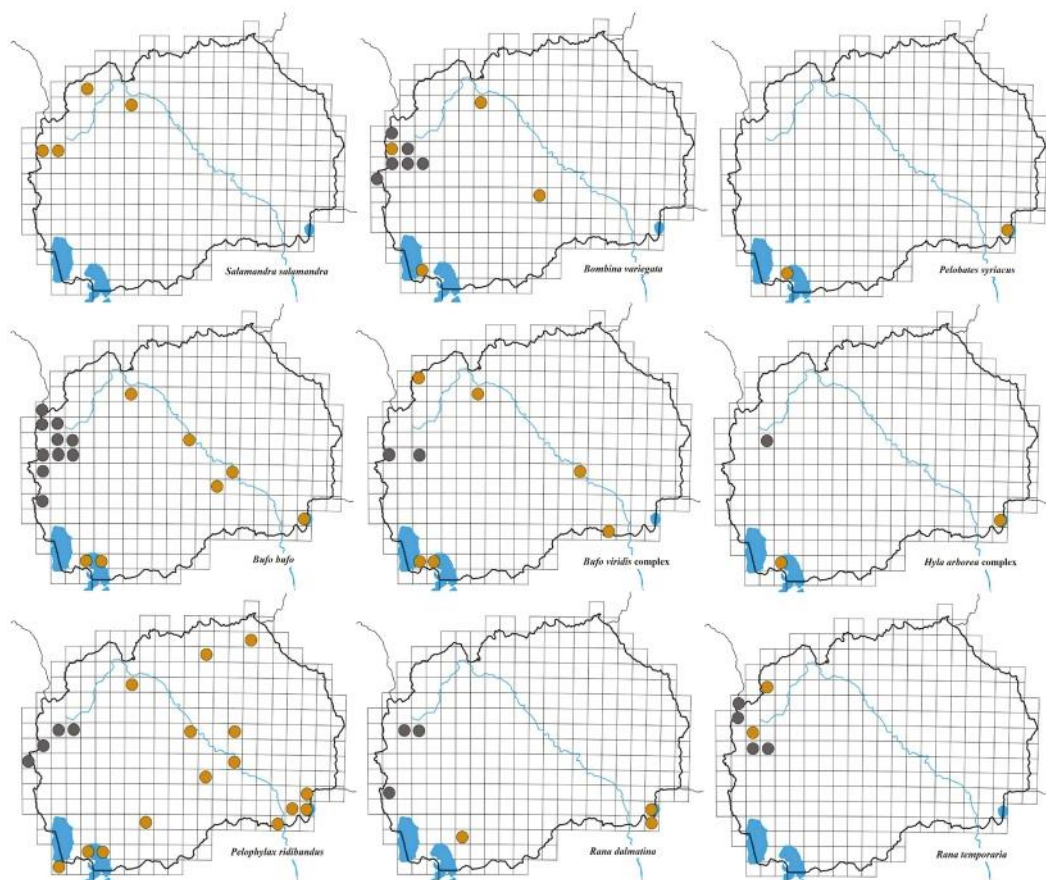 Salamandra salamandra
Bombina variegata
Pelobates syriacus
Bufo bufo
Bufo viridis complex
Hyla arborea complex
Pelophylax ridibundus
Rana dalmatina
Rana temporaria